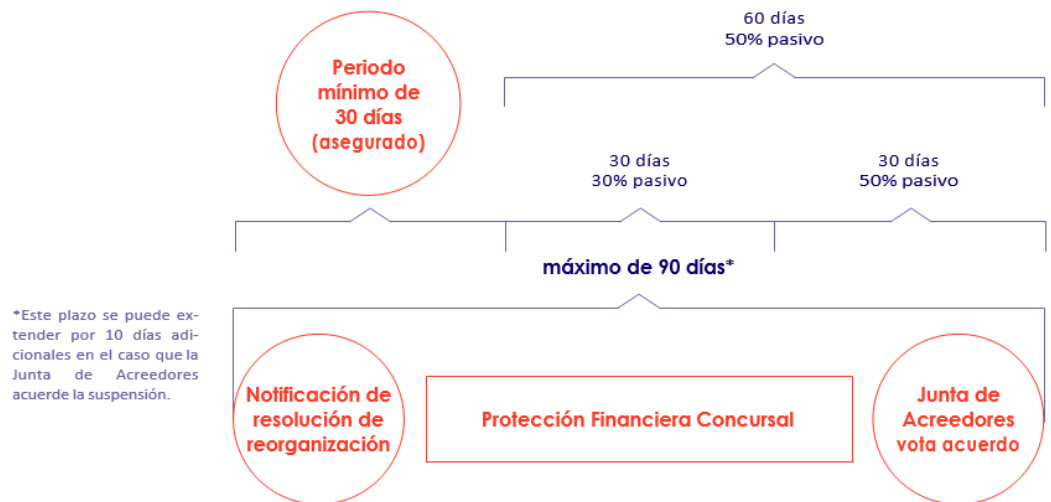 60 días
50% pasivo
Periodo
mínimo de
30 días
(asegurado)
30 días
30% pasivo
30 días
50% pasivo
máximo de 90 días*
*Este plazo se puede ex-
tender por 10 días adi-
cionales en el caso que la
Junta de Acreedores
acuerde la suspensión.
Notificación de
resolución de
reorganización
Protección Financiera Concursal
Junta de
Acreedores
vota acuerdo